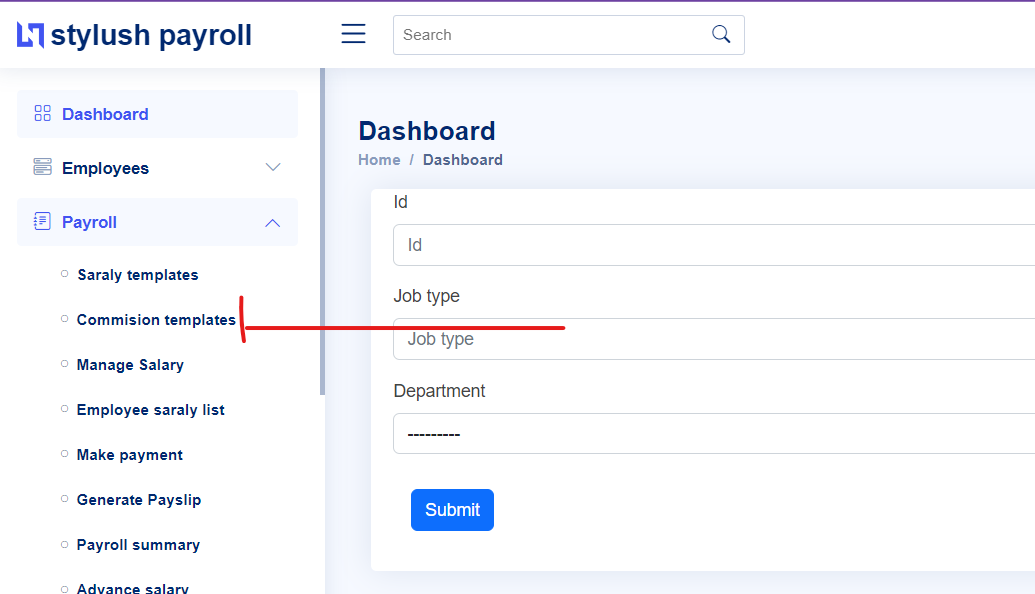 stylush payroll
Search
Dashboard
Employees
Payroll
Saraly templates
Commision templates
Manage Salary
Employee saraly list
Make payment
Generate Payslip
Payroll summary
Advance salary
Dashboard
Home / Dashboard
Id
Id
Job type
Job type
Department
---------
Submit